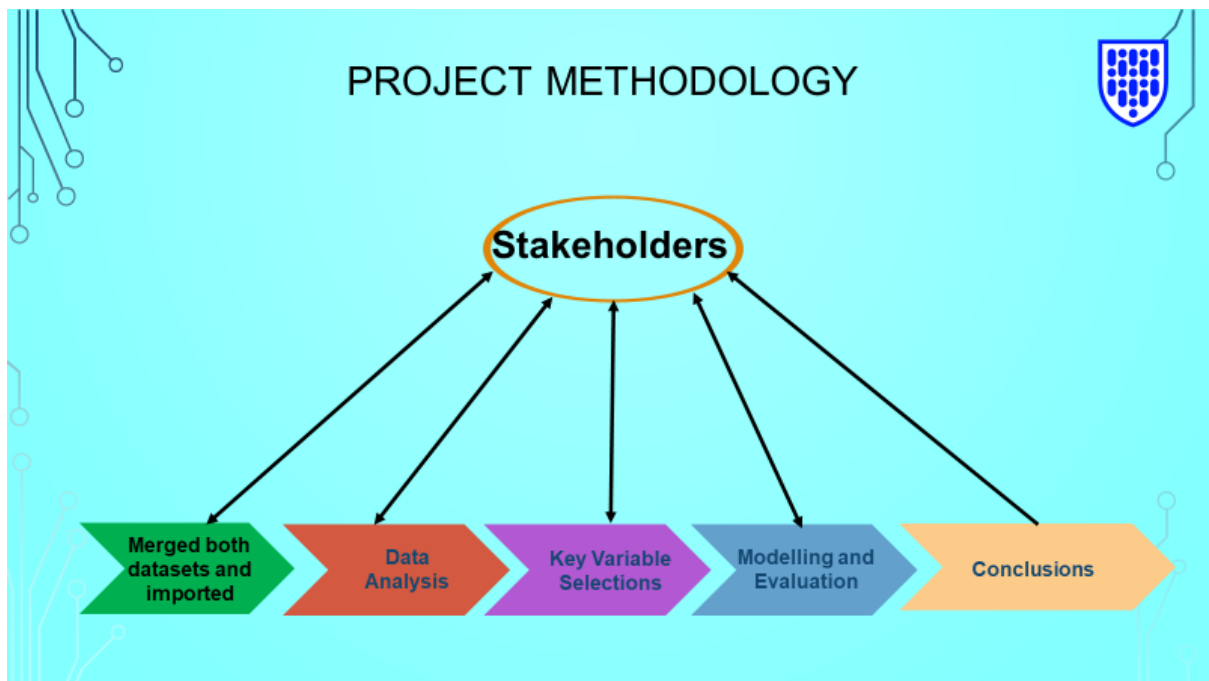 PROJECT METHODOLOGY
Stakeholders
Merged both
datasets and
imported
Data
Analysis
Key Variable
Selections
Modelling and
Evaluation
Conclusions